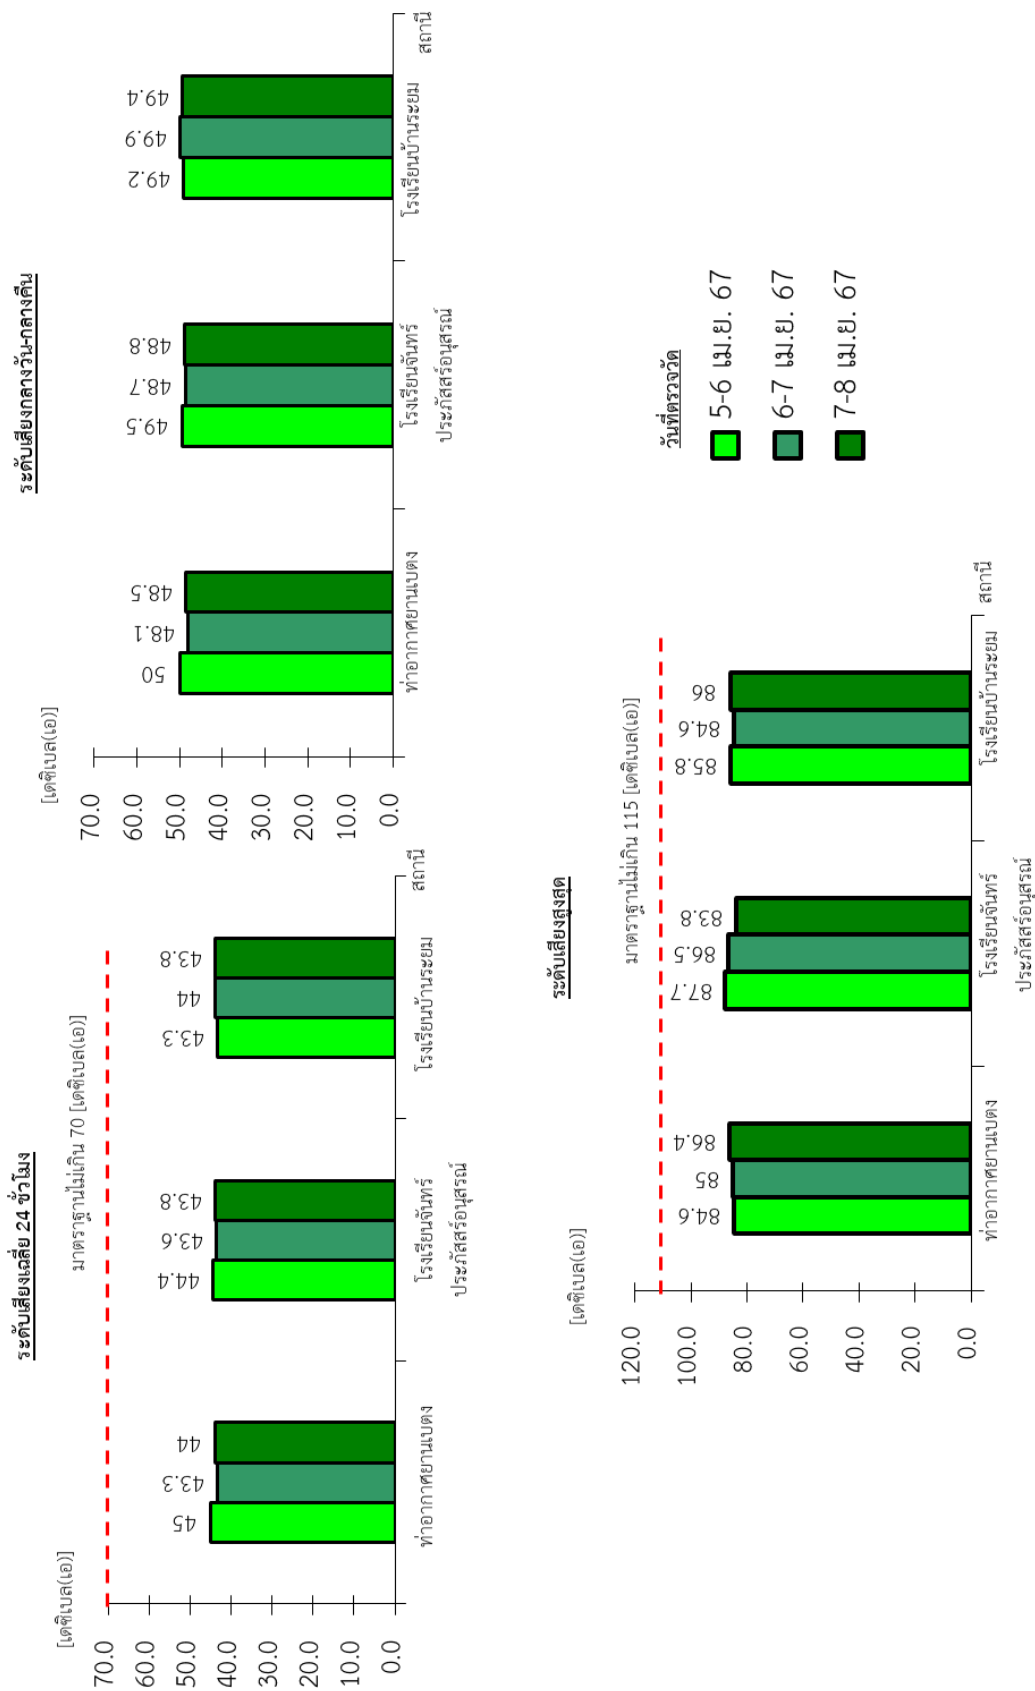 ระดับเสียงเฉลี่ย 24 ชั่วโมง
[เดซิเบล(เอ)]
มาตราฐานไม่เกิน 70 [เดซิเบล(เอ)]
70.0
60.0
50.0
40.0
30.0
20.0
10.0
0.0
45
43.3
44
44.4
43.6
43.8
43.3
44
43.8
ท่าอากาศยานเบตง
โรงเรียนจันทร์
ประภัสสร์อนุสรณ์
โรงเรียนบ้านระยม
สถานี
ระดับเสียงกลางวัน-กลางคืน
[เดซิเบล(เอ)]
70.0
60.0
50.0
40.0
30.0
20.0
10.0
0.0
50
48.1
48.5
49.5
48.7
48.8
49.2
49.9
49.4
ท่าอากาศยานเบตง
โรงเรียนจันทร์
ประภัสสร์อนุสรณ์
โรงเรียนบ้านระยม
สถานี
ระดับเสียงสูงสุด
[เดซิเบล(เอ)]
มาตราฐานไม่เกิน 115 [เดซิเบล(เอ)]
120.0
100.0
80.0
60.0
40.0
20.0
0.0
84.6
85
86.4
87.7
86.5
83.8
85.8
84.6
86
ท่าอากาศยานเบตง
โรงเรียนจันทร์
ประภัสสร์อนุสรณ์
โรงเรียนบ้านระยม
สถานี
วันที่ตรวจวัด
5-6 เม.ย. 67
6-7 เม.ย. 67
7-8 เม.ย. 67